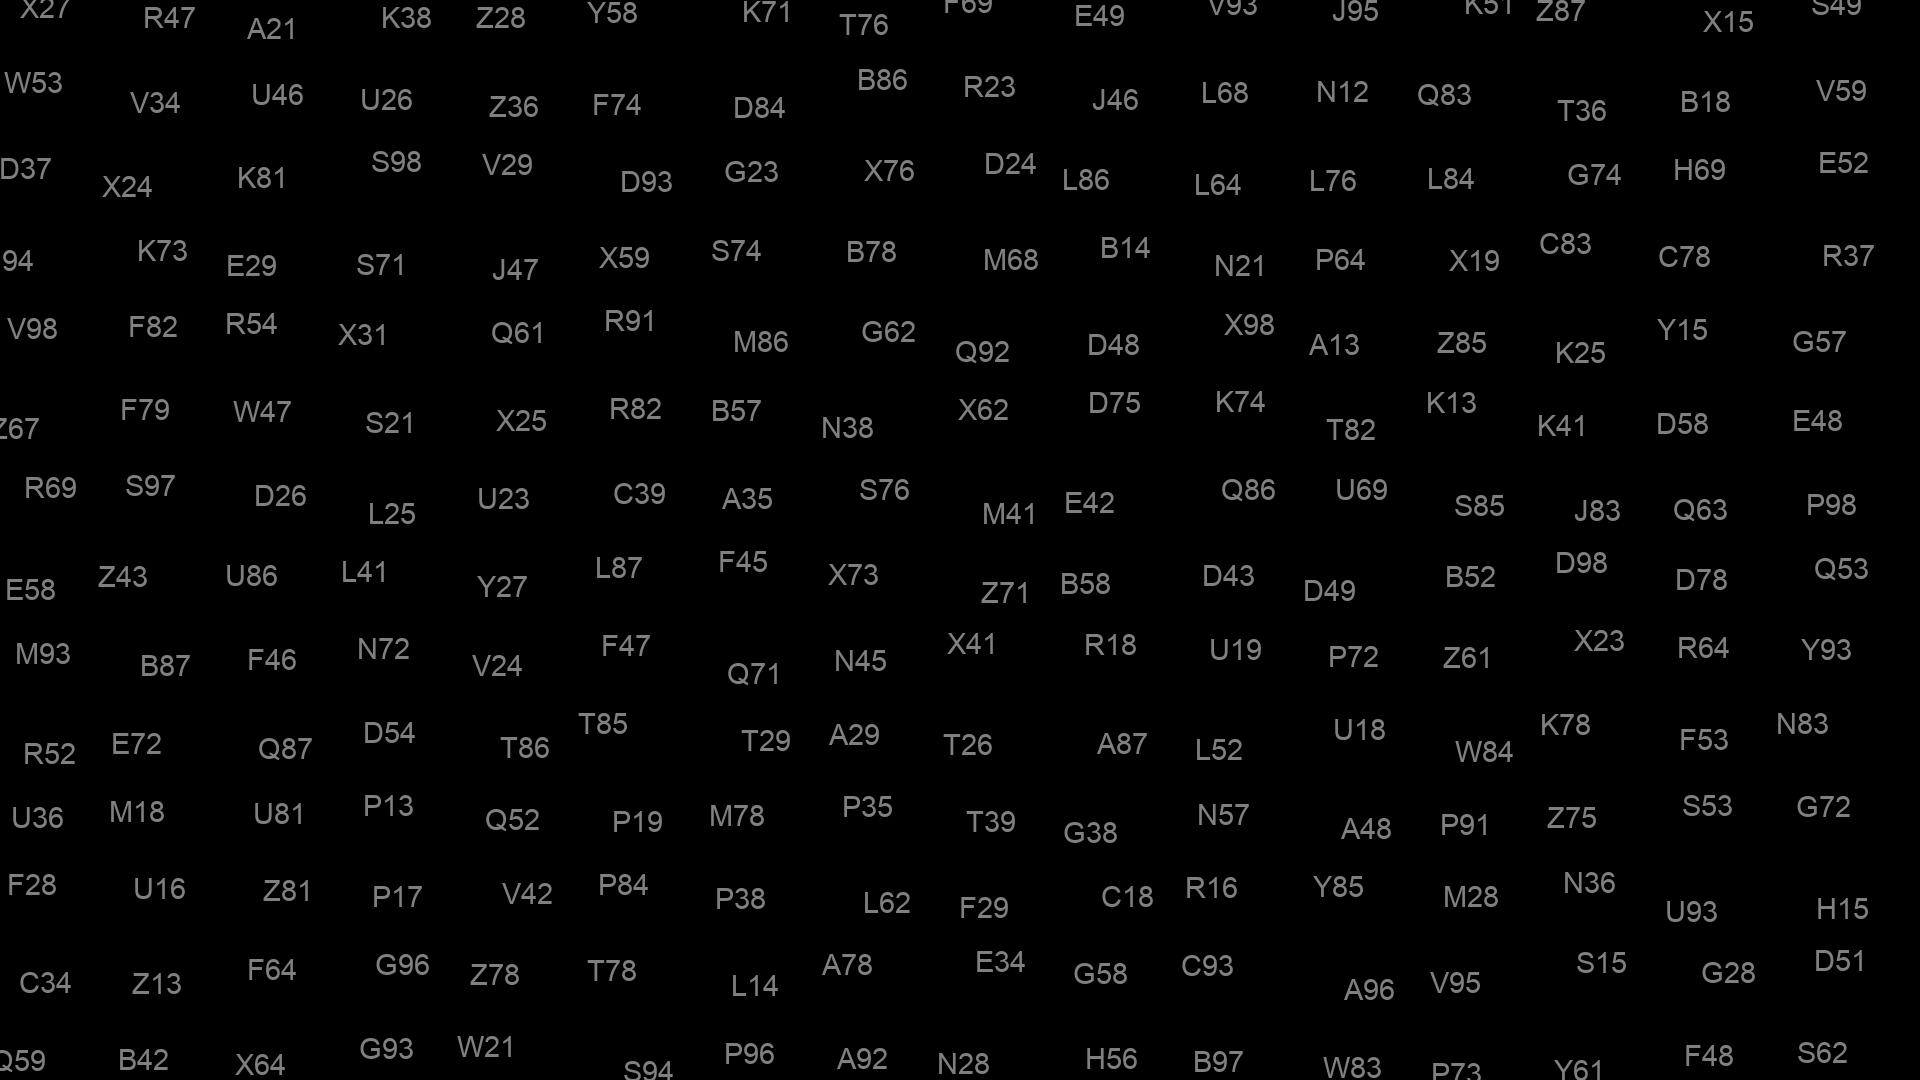 X27 R47 A21 K38 Z28 Y58 K71 T76 F69 E49 V93 J95 K51 Z87 X15 S49
W53 V34 U46 U26 Z36 F74 D84 B86 R23 J46 L68 N12 Q83 T36 B18 V59
D37 X24 K81 S98 V29 D93 G23 X76 D24 L86 L64 L76 L84 G74 H69 E52
94 K73 E29 S71 J47 X59 S74 B78 M68 B14 N21 P64 X19 C83 C78 R37
V98 F82 R54 X31 Q61 R91 M86 G62 Q92 D48 X98 A13 Z85 K25 Y15 G57
Z67 F79 W47 S21 X25 R82 B57 N38 X62 D75 K74 T82 K13 K41 D58 E48
R69 S97 D26 L25 U23 C39 A35 S76 M41 E42 Q86 U69 S85 J83 Q63 P98
E58 Z43 U86 L41 Y27 L87 F45 X73 Z71 B58 D43 D49 B52 D98 D78 Q53
M93 B87 F46 N72 V24 F47 Q71 N45 X41 R18 U19 P72 Z61 X23 R64 Y93
R52 E72 Q87 D54 T86 T85 T29 A29 T26 A87 L52 U18 W84 K78 F53 N83
U36 M18 U81 P13 Q52 P19 M78 P35 T39 G38 N57 A48 P91 Z75 S53 G72
F28 U16 Z81 P17 V42 P84 P38 L62 F29 C18 R16 Y85 M28 N36 U93 H15
C34 Z13 F64 G96 Z78 T78 L14 A78 E34 G58 C93 A96 V95 S15 G28 D51
Q59 B42 X64 G93 W21 S94 P96 A92 N28 H56 B97 W83 P73 Y61 F48 S62